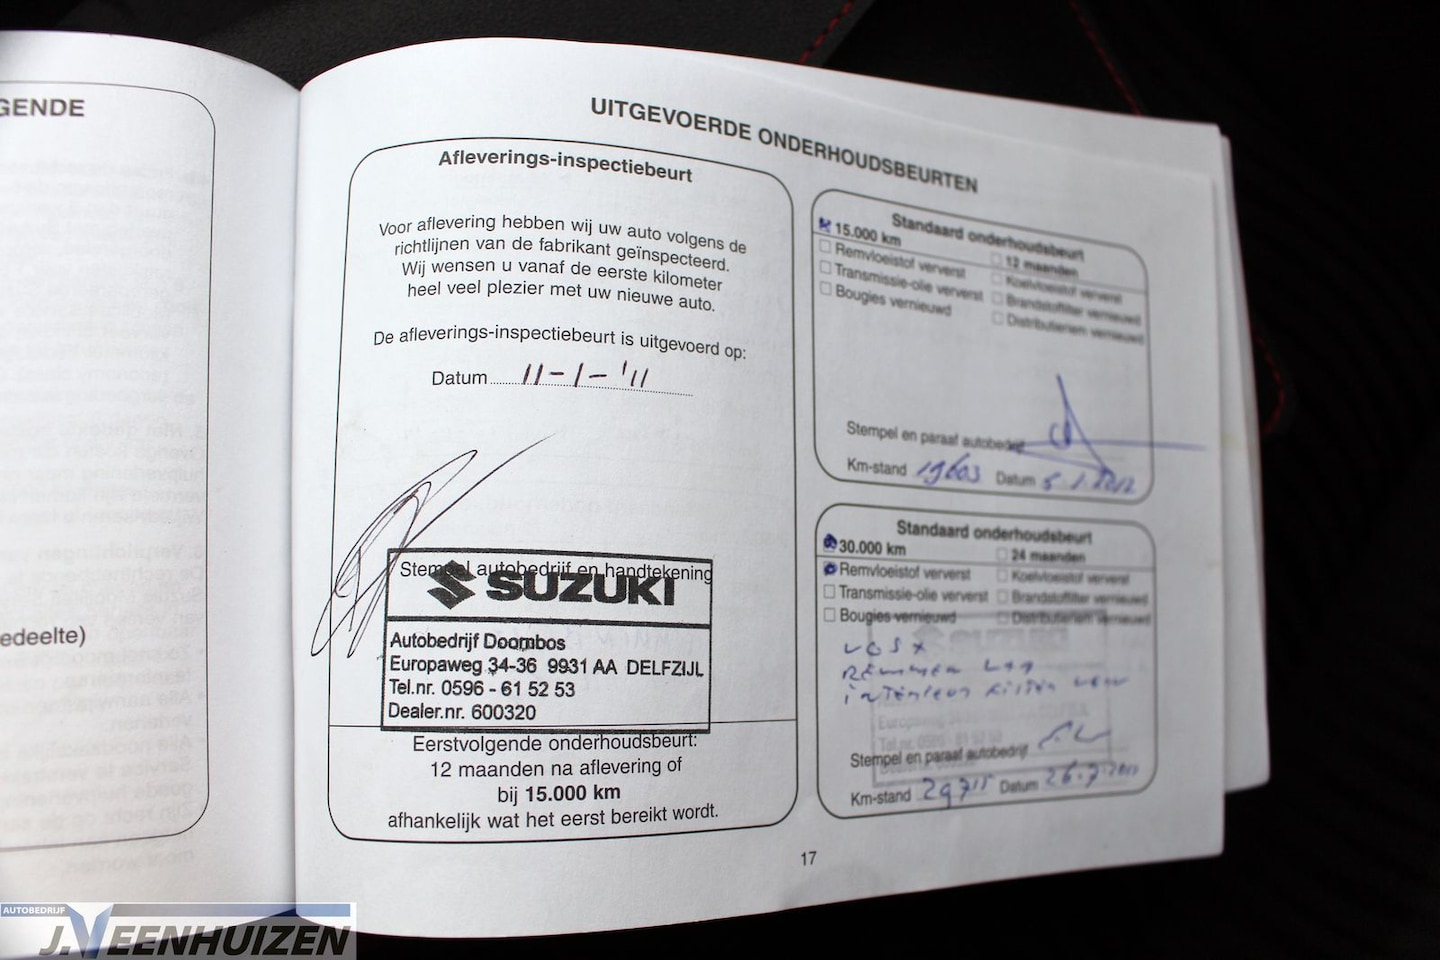 GENDE
edeelte)
UITGEVOERDE ONDERHOUDSBEURTEN
Afleverings-inspectiebeurt
Voor aflevering hebben wij uw auto volgens de
richtlijnen van de fabrikant geïnspecteerd.
Wij wensen u vanaf de eerste kilometer
heel veel plezier met uw nieuwe auto.
De afleverings-inspectiebeurt is uitgevoerd op:
Datum 11-1-'11
Stempel autobedrijf en handtekening
SUZUKI
Autobedrijf Doornbos
Europaweg 34-36 9931 AA DELFZIJL
Tel.nr. 0596 - 61 52 53
Dealer.nr. 600320
Eerstvolgende onderhoudsbeurt:
12 maanden na aflevering of
bij 15.000 km
afhankelijk wat het eerst bereikt wordt.
Standaard onderhoudsbeurt
15.000 km 12 maanden
Remvloeistof ververst Koelvloeistof ververst
Transmissie-olie ververst Brandstoffilter vernieuwd
Bougies vernieuwd Distributieriem vernieuwd
Stempel en paraaf autobedrijf
Km-stand 19603 Datum 5.1.2012
Standaard onderhoudsbeurt
30.000 km 24 maanden
Remvloeistof ververst Koelvloeistof ververst
Transmissie-olie ververst Brandstoffilter vernieuwd
Bougies vernieuwd Distributieriem vernieuwd
Remmen
interieur filter
Stempel en paraaf autobedrijf
Km-stand 29715 Datum
17
AUTOBEDRIJF
J. VEENHUIZEN